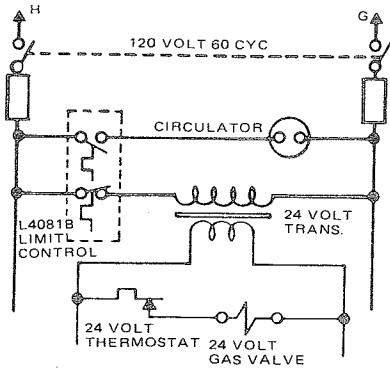 H
G
120 VOLT 60 CYC
CIRCULATOR
L4081B
LIMIT
CONTROL
24 VOLT
TRANS.
24 VOLT
THERMOSTAT
24 VOLT
GAS VALVE